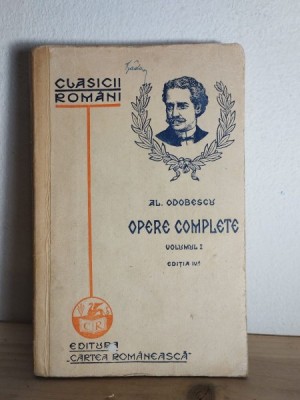 CLASICII
ROMÂNI
AL. ODOBESCU
OPERE COMPLETE
VOLUMUL I
EDIȚIA IV^a
C R
EDITURA
„CARTEA ROMÂNEASCĂ”